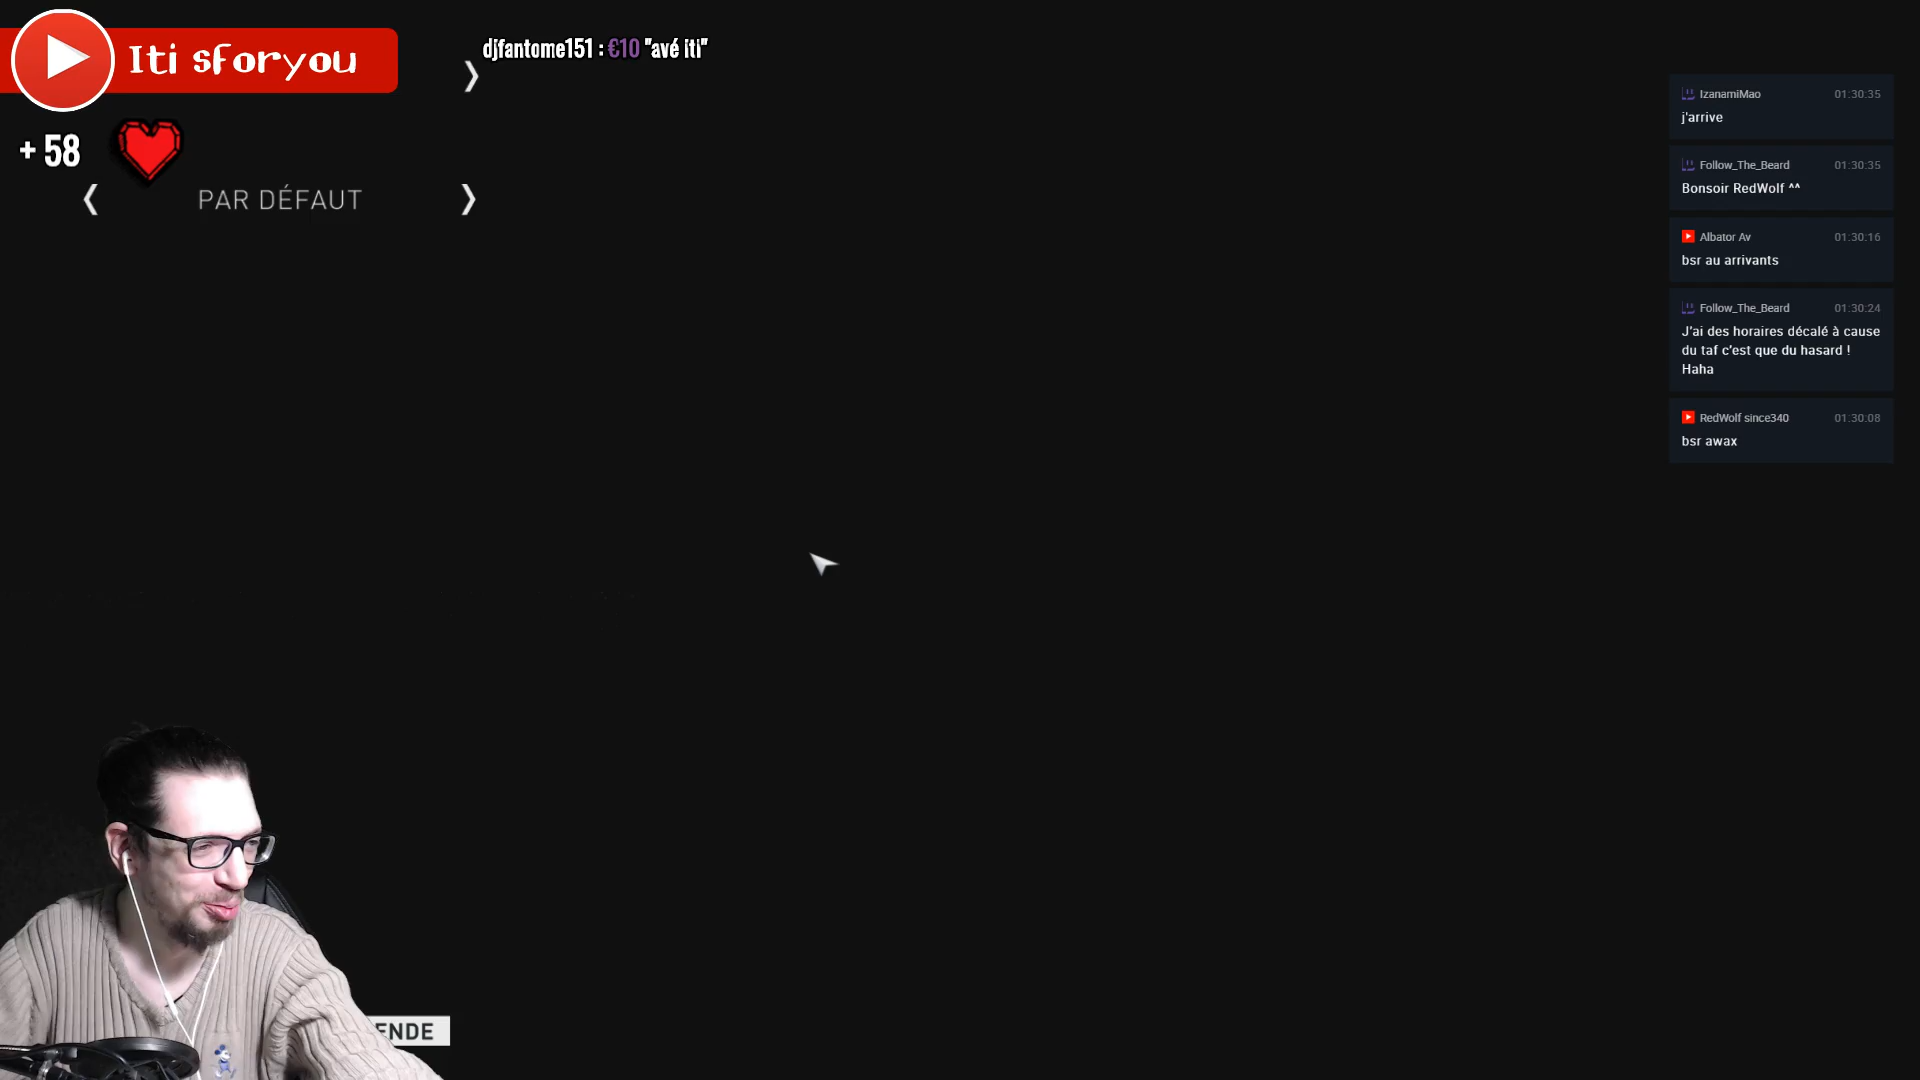 Iti sforyou
djfantome151 : €10 "avé iti"
+ 58
PAR DÉFAUT
IzanamiMao 01:30:35
j'arrive
Follow_The_Beard 01:30:35
Bonsoir RedWolf ^^
Albator Av 01:30:16
bsr au arrivants
Follow_The_Beard 01:30:24
J'ai des horaires décalé à cause
du taf c'est que du hasard !
Haha
RedWolf since340 01:30:08
bsr awax
ENDE